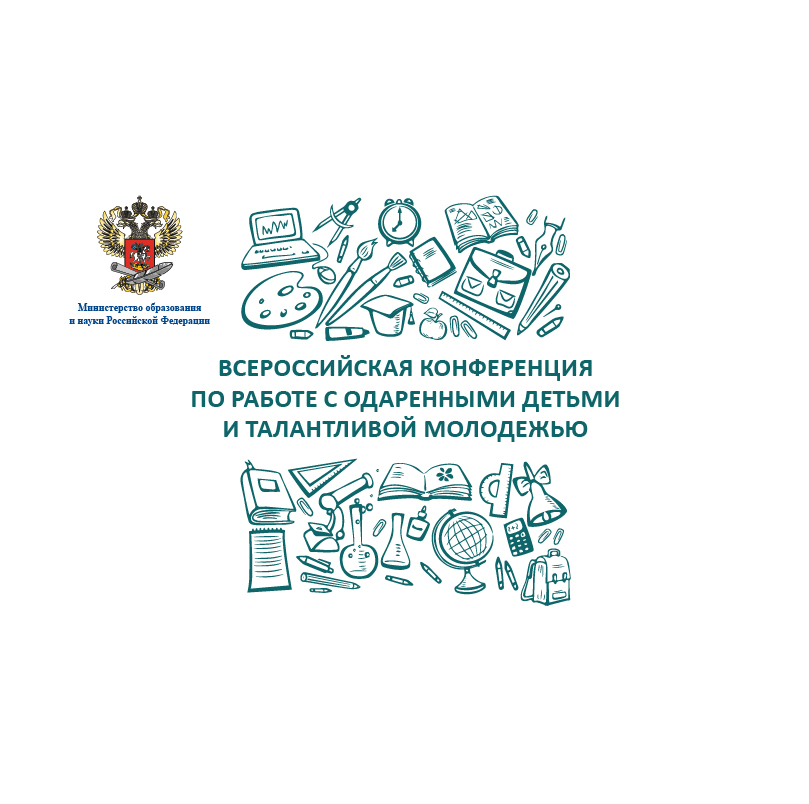 Министерство образования
и науки Российской Федерации
ВСЕРОССИЙСКАЯ КОНФЕРЕНЦИЯ
ПО РАБОТЕ С ОДАРЕННЫМИ ДЕТЬМИ
И ТАЛАНТЛИВОЙ МОЛОДЕЖЬЮ